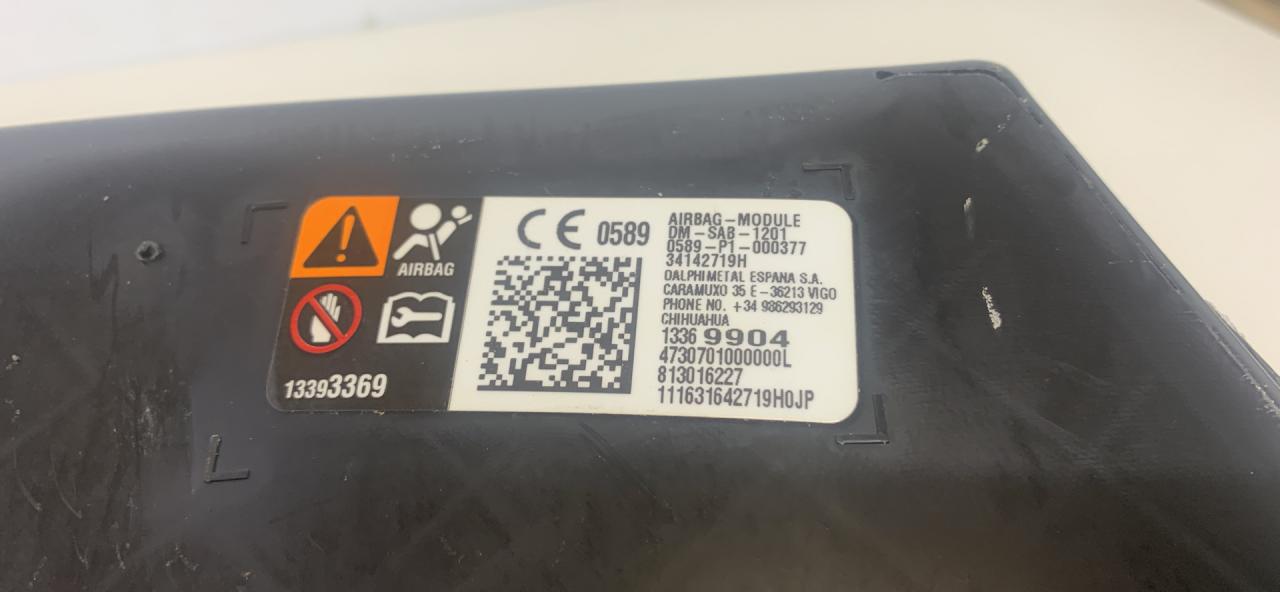 AIRBAG
13393369
CE 0589
AIRBAG-MODULE
DM-SAB-1201
0589-P1-000377
34142719H
DALPHIMETAL ESPANA S.A.
CARAMUXO 35 E-36213 VIGO
PHONE NO. +34 986293129
CHIHUAHUA
1336 9904
4730701000000L
813016227
111631642719H0JP